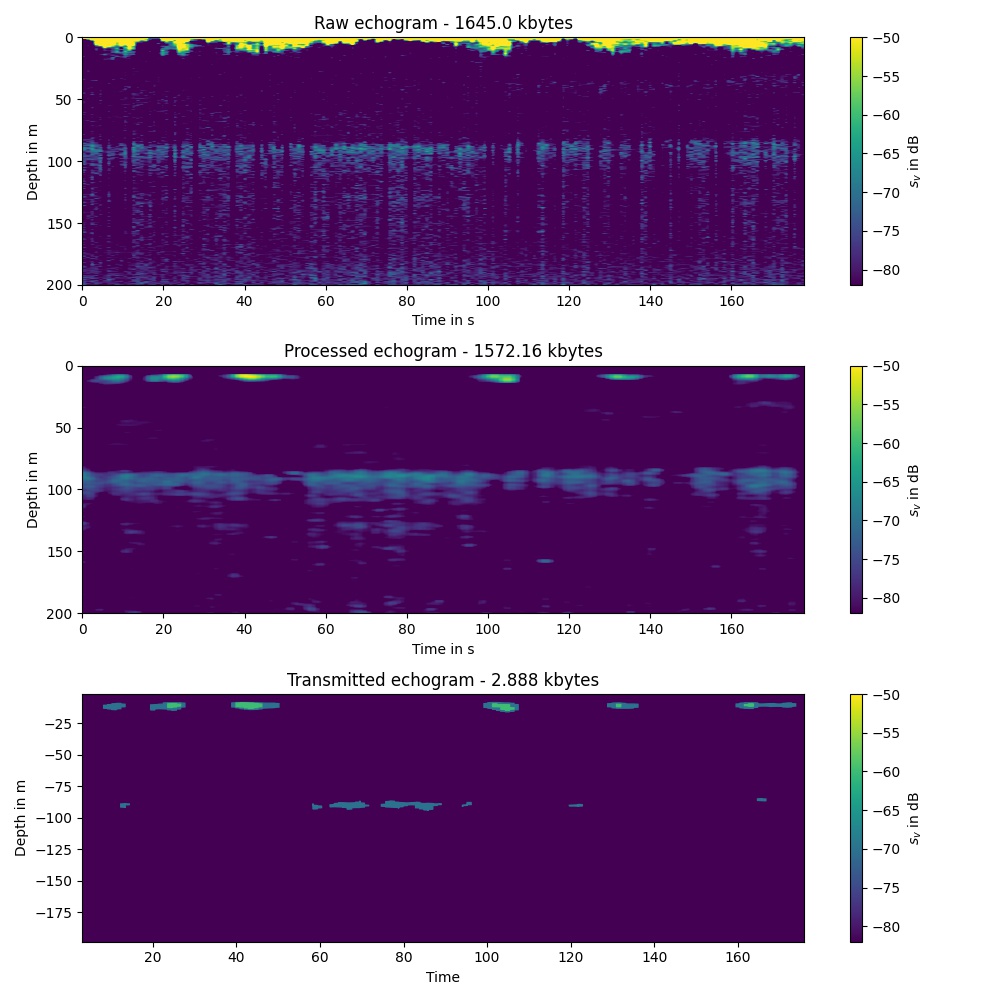 Raw echogram - 1645.0 kbytes
0
50
100
150
200
Depth in m
0 20 40 60 80 100 120 140 160
Time in s
−50
−55
−60
−65
−70
−75
−80
sv in dB
Processed echogram - 1572.16 kbytes
0
50
100
150
200
Depth in m
0 20 40 60 80 100 120 140 160
Time in s
−50
−55
−60
−65
−70
−75
−80
sv in dB
Transmitted echogram - 2.888 kbytes
−25
−50
−75
−100
−125
−150
−175
Depth in m
20 40 60 80 100 120 140 160
Time
−50
−55
−60
−65
−70
−75
−80
sv in dB